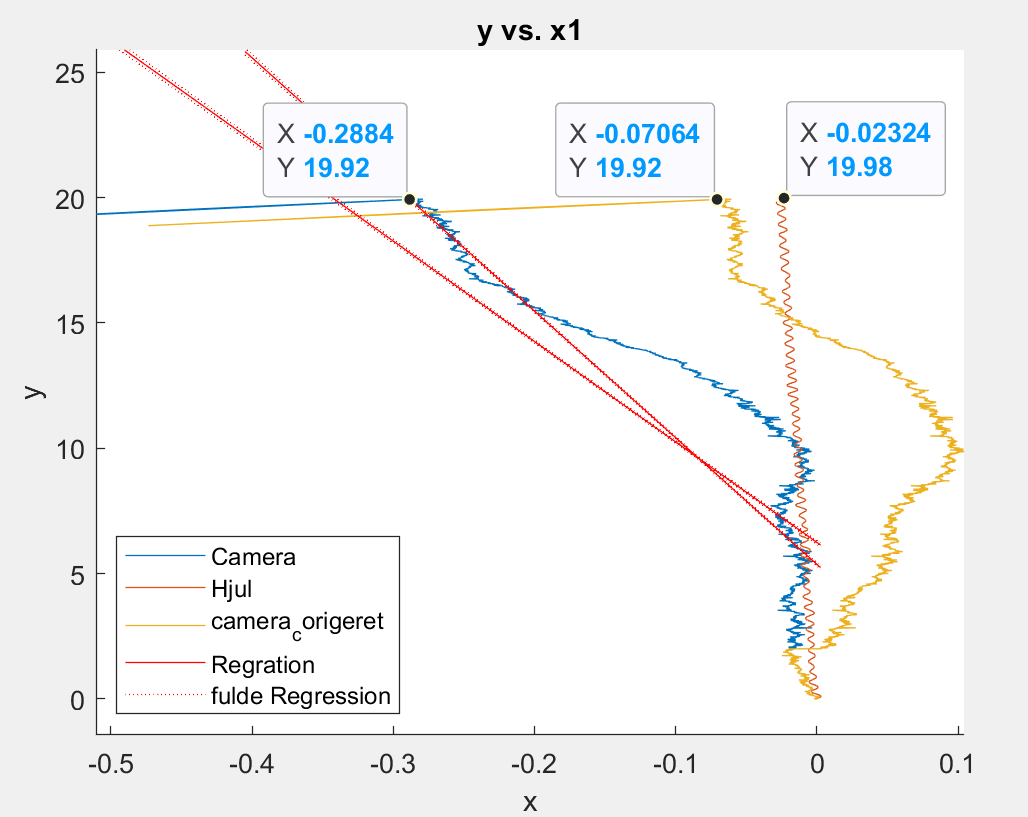 y vs. x1
25
20
15
10
5
0
y
X -0.2884
Y 19.92
X -0.07064
Y 19.92
X -0.02324
Y 19.98
Camera
Hjul
camera_corigeret
Regration
fulde Regression
-0.5 -0.4 -0.3 -0.2 -0.1 0 0.1
x